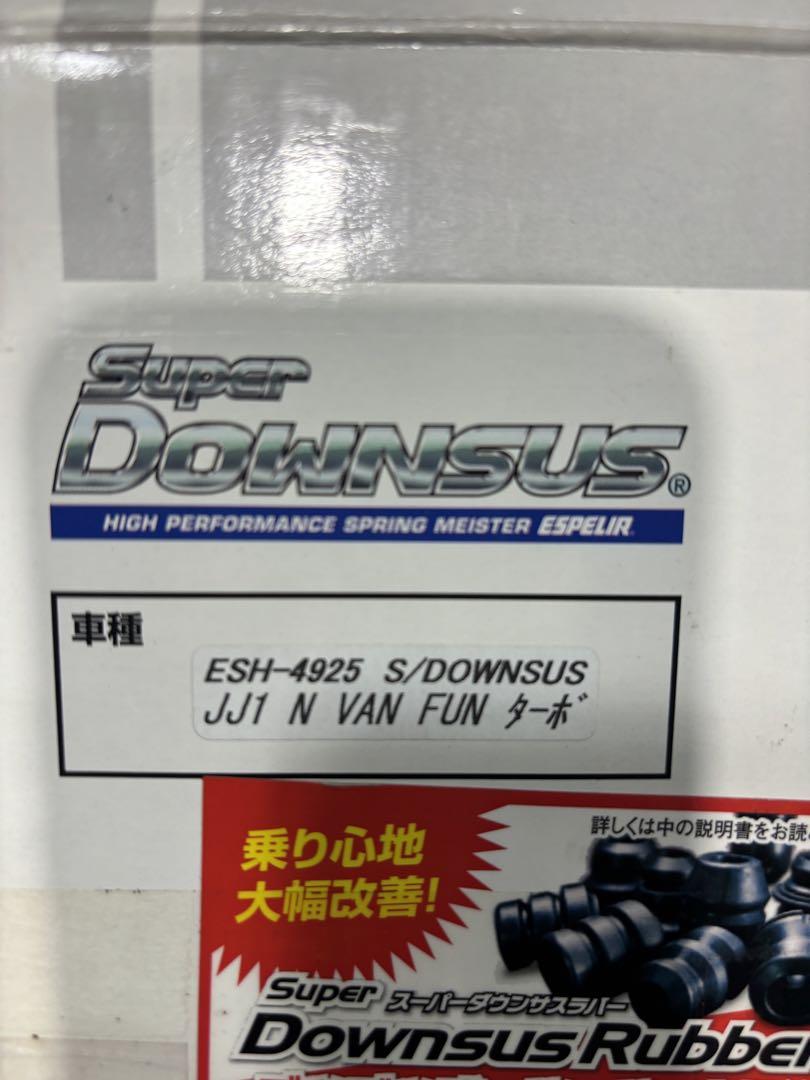 Super
DOWNSUS®
HIGH PERFORMANCE SPRING MEISTER ESPELIR
車種
ESH-4925 S/DOWNSUS
JJ1 N VAN FUN ターボ
詳しくは中の説明書をお読
乗り心地
大幅改善!
Super スーパーダウンサスラバー
Downsus Rubbe